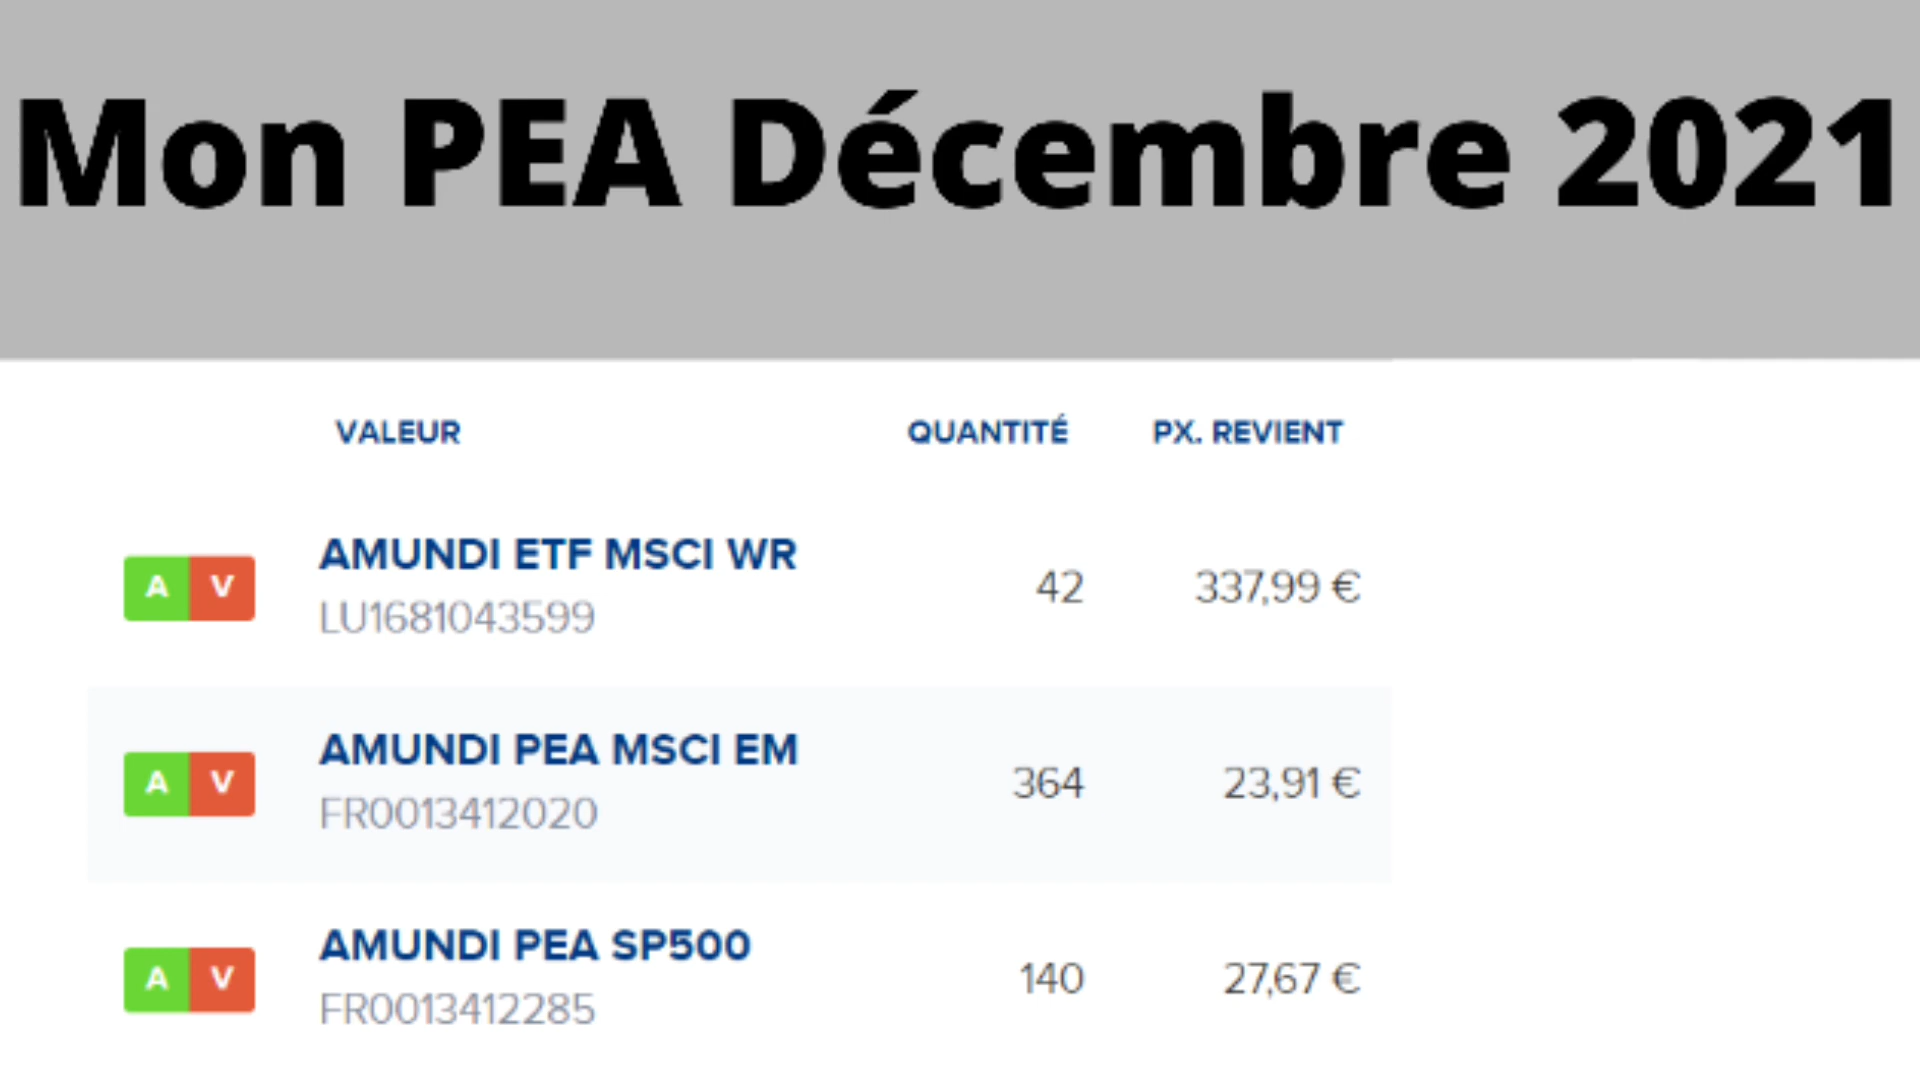 Mon PEA Décembre 2021
VALEUR QUANTITÉ PX. REVIENT
AMUNDI ETF MSCI WR
A V 42 337,99 €
LU1681043599
AMUNDI PEA MSCI EM
A V 364 23,91 €
FR0013412020
AMUNDI PEA SP500
A V 140 27,67 €
FR0013412285